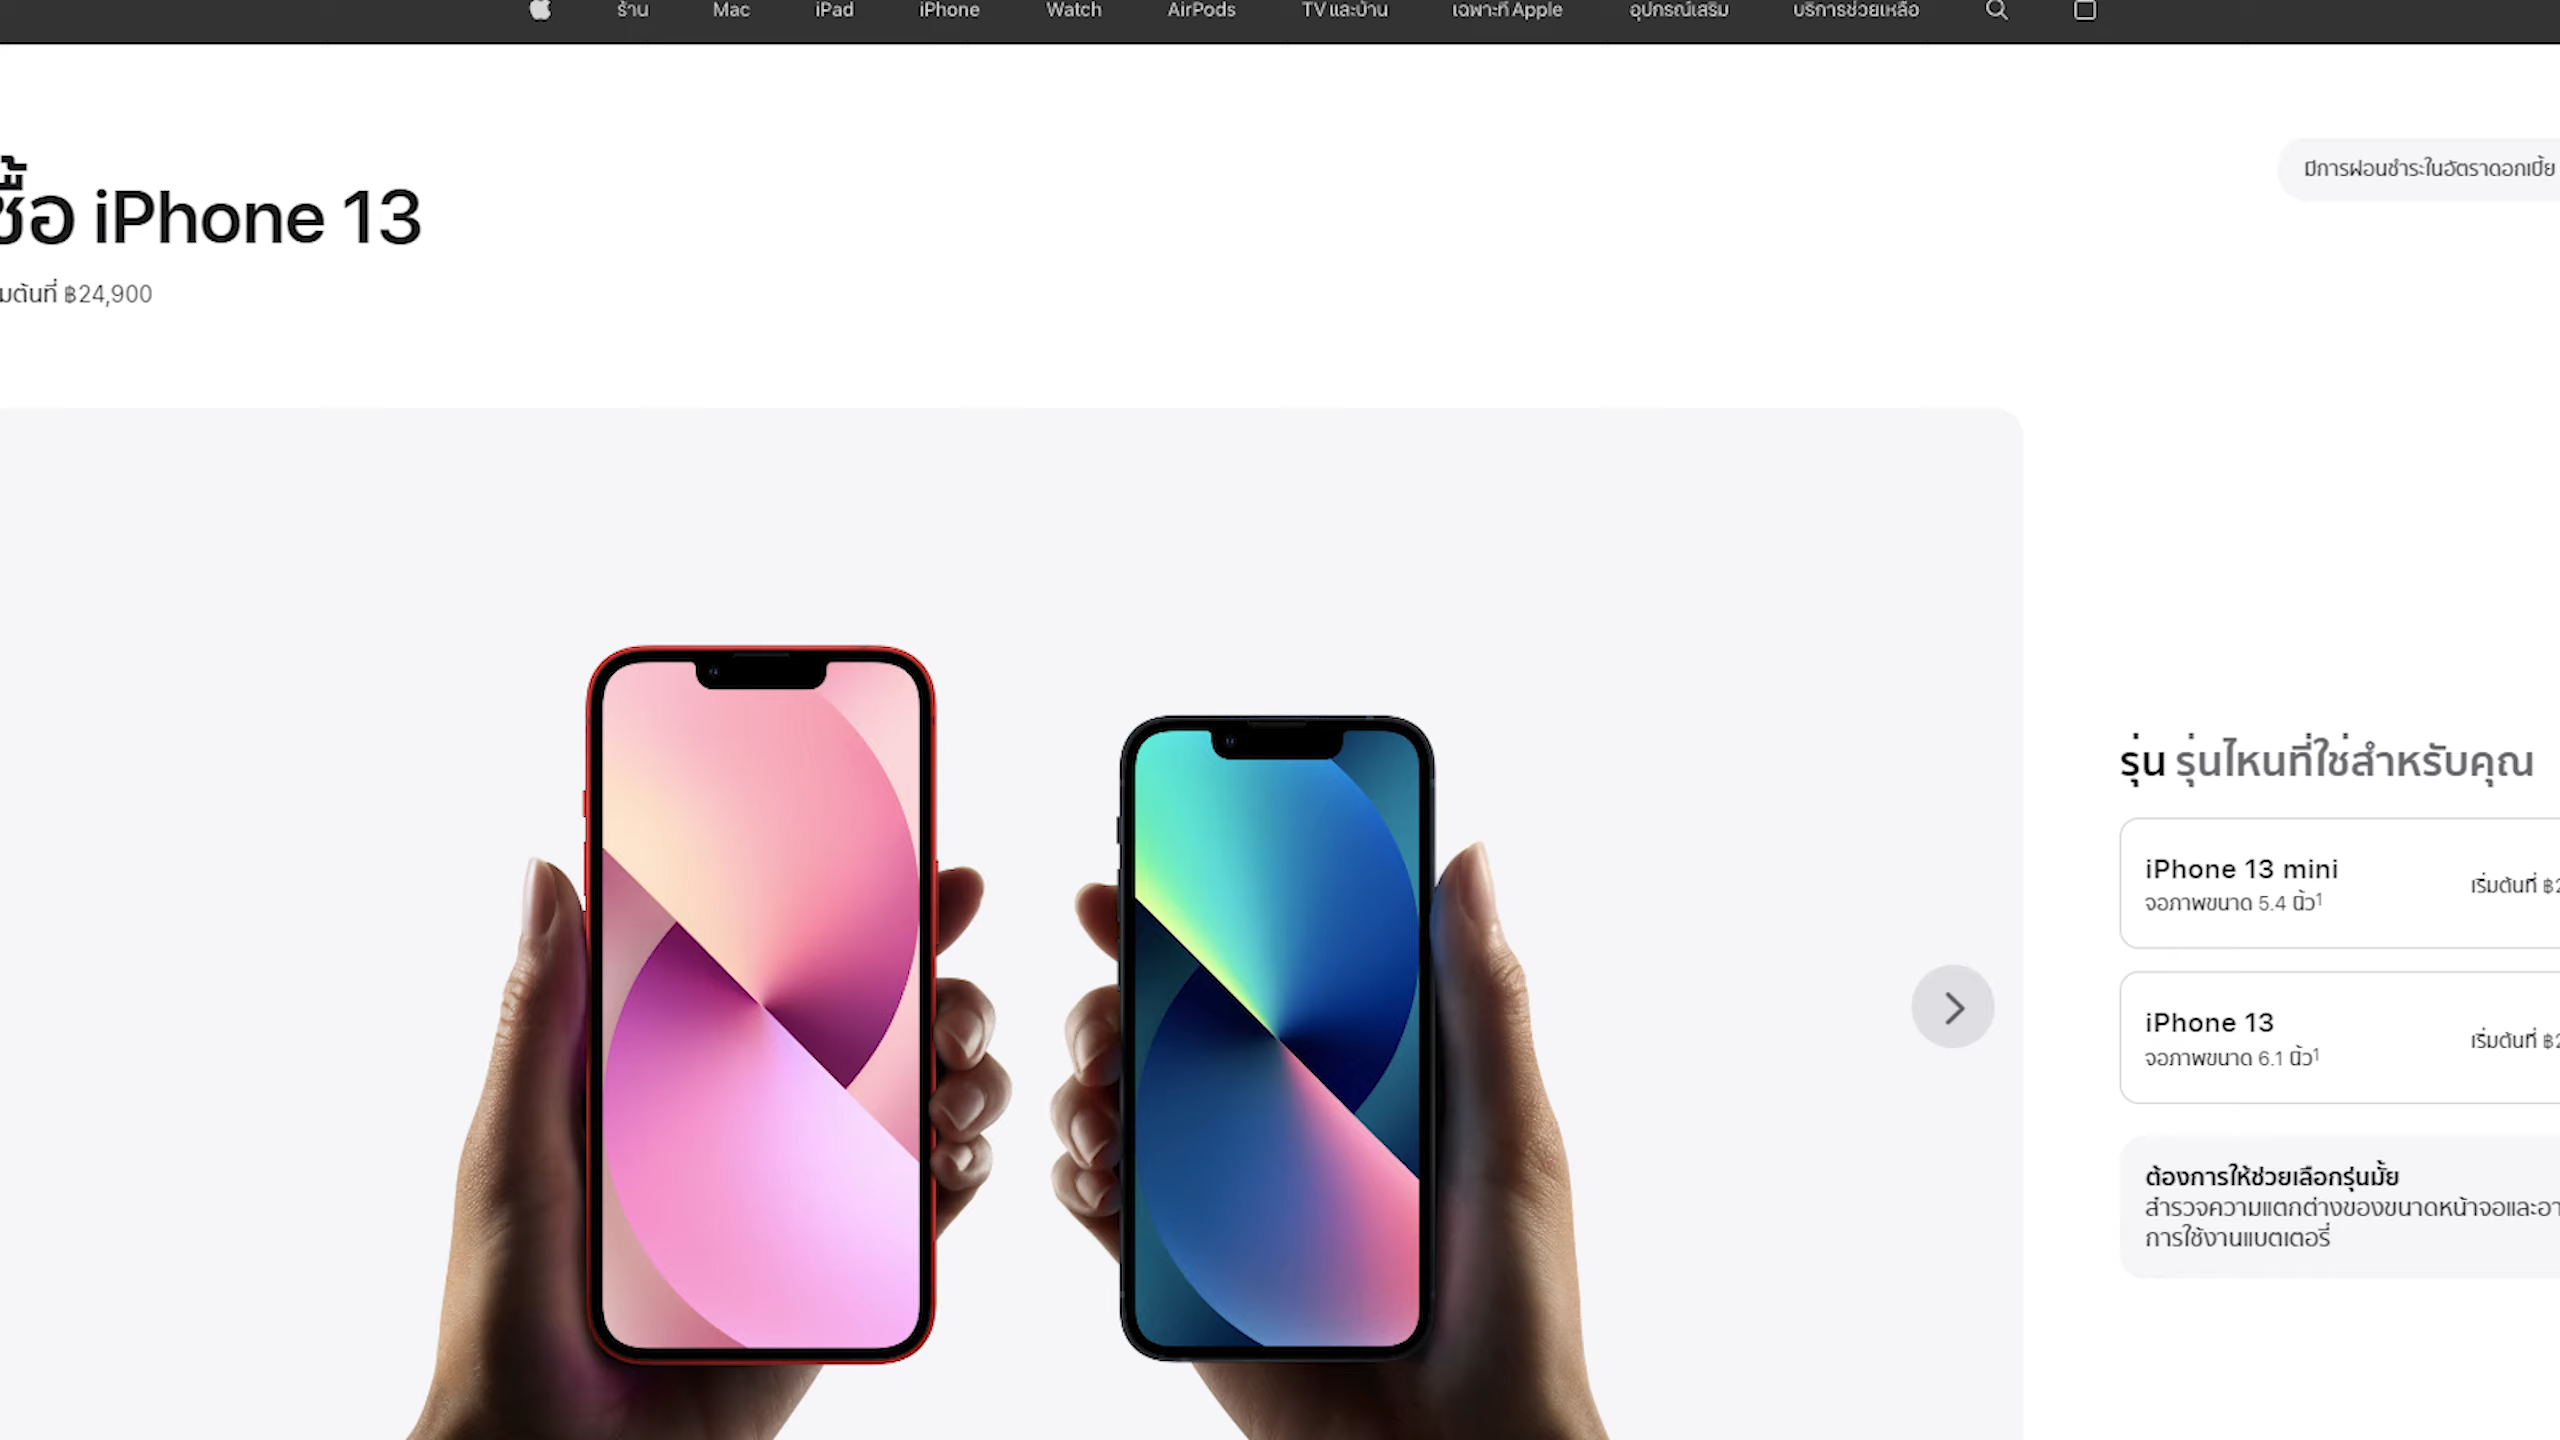 ร้าน Mac iPad iPhone Watch AirPods TV และบ้าน เฉพาะที่ Apple อุปกรณ์เสริม บริการช่วยเหลือ
มีการผ่อนชำระในอัตราดอกเบี้ย
ซื้อ iPhone 13
฿24,900
รุ่น รุ่นไหนที่ใช่สำหรับคุณ
iPhone 13 mini
จอภาพขนาด 5.4 นิ้ว¹
เริ่มต้นที่ ฿2
iPhone 13
จอภาพขนาด 6.1 นิ้ว¹
เริ่มต้นที่ ฿2
ต้องการให้ช่วยเลือกรุ่นมั้ย
สำรวจความแตกต่างของขนาดหน้าจอและอา
การใช้งานแบตเตอรี่